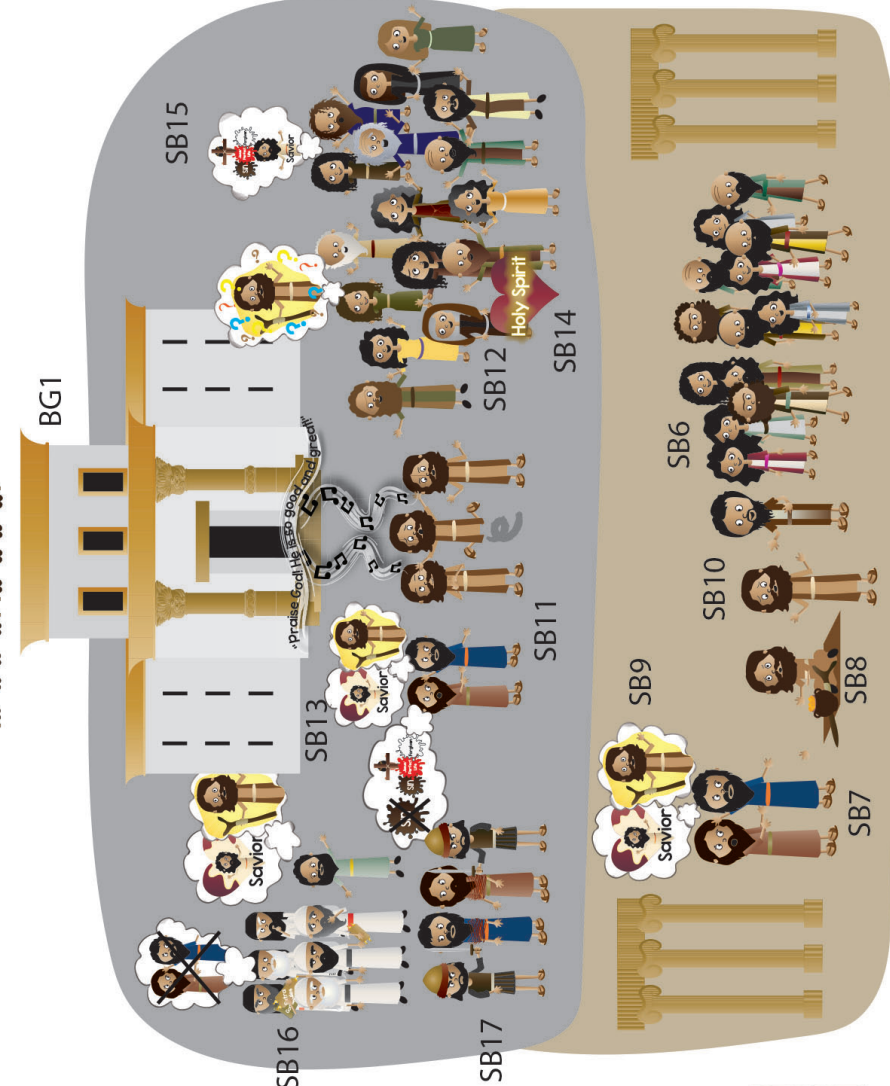 BG1
SB15
Savior
SB12
Holy Spirit
SB14
"Praise God! He is so good and great!"
SB11
SB13
Savior
Savior
SB16
SB17
SB6
SB10
SB9
SB8
Savior
SB7